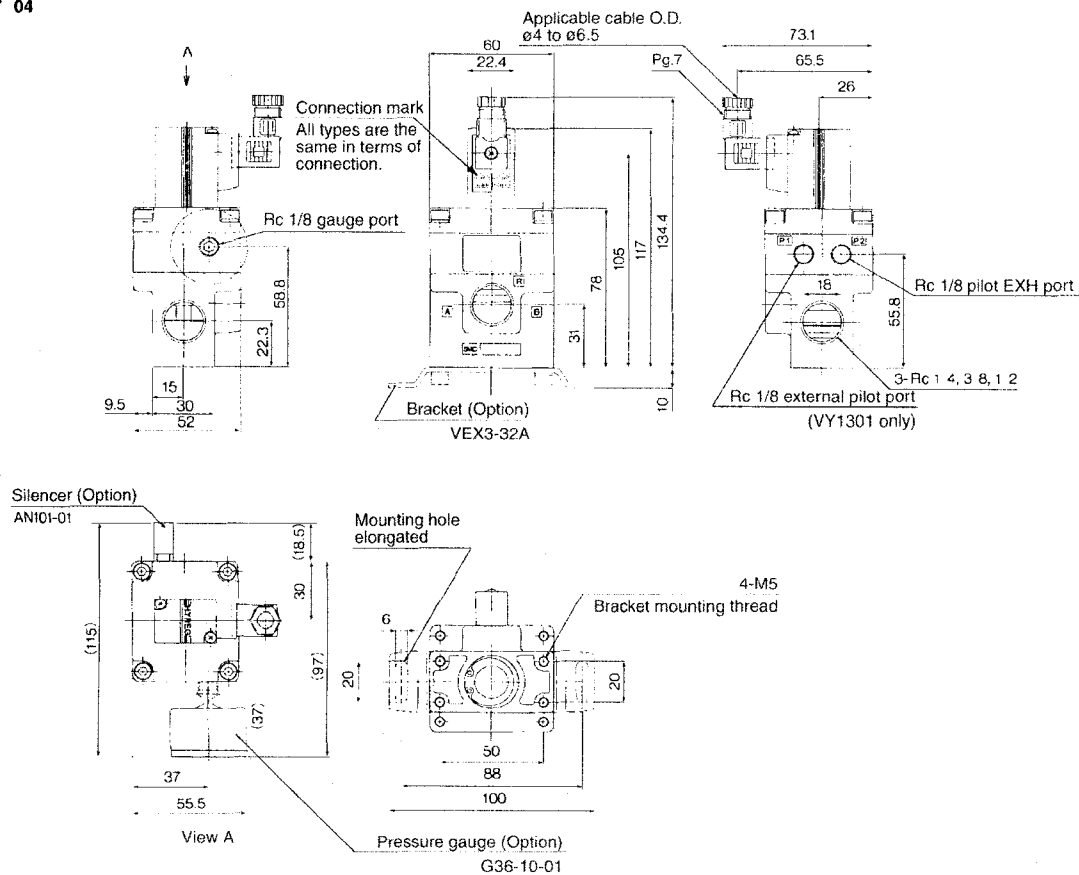 04
Applicable cable O.D.
ø4 to ø6.5
60
22.4
Pg.7
73.1
65.5
26
A
Connection mark
All types are the
same in terms of
connection.
Rc 1/8 gauge port
58.8
22.3
15
9.5
30
52
R
A
B
SMC
78
105
117
134.4
31
10
Bracket (Option)
VEX3-32A
P1
P2
18
55.8
Rc 1/8 pilot EXH port
3-Rc 1 4, 3 8, 1 2
Rc 1/8 external pilot port
(VY1301 only)
Silencer (Option)
AN101-01
(18.5)
30
(115)
(97)
(37)
37
55.5
View A
Mounting hole
elongated
4-M5
Bracket mounting thread
6
20
20
50
88
100
Pressure gauge (Option)
G36-10-01